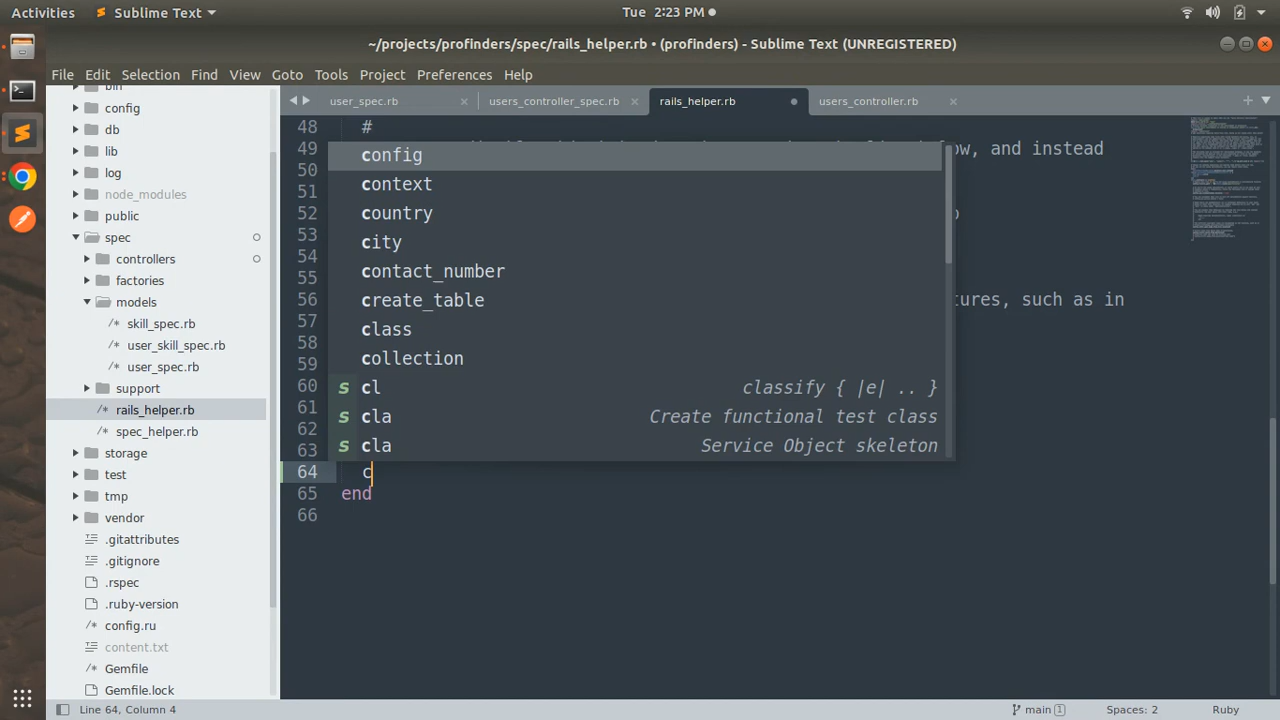 Activities Sublime Text Tue 2:23 PM
~/projects/profinders/spec/rails_helper.rb • (profinders) - Sublime Text (UNREGISTERED)
File Edit Selection Find View Goto Tools Project Preferences Help
bin
config
db
lib
log
node_modules
public
spec
controllers
factories
models
/* skill_spec.rb
/* user_skill_spec.rb
/* user_spec.rb
support
/* rails_helper.rb
/* spec_helper.rb
storage
test
tmp
vendor
.gitattributes
.gitignore
.rspec
.ruby-version
/* config.ru
content.txt
/* Gemfile
Gemfile.lock
user_spec.rb users_controller_spec.rb rails_helper.rb users_controller.rb
48 #
49 and instead
50
51
52
53
54
55
56 such as in
57
58
59
60
61
62
63
64 c
65 end
66
config
context
country
city
contact_number
create_table
class
collection
s cl classify { |e| .. }
s cla Create functional test class
s cla Service Object skeleton
Line 64, Column 4 main 1 Spaces: 2 Ruby